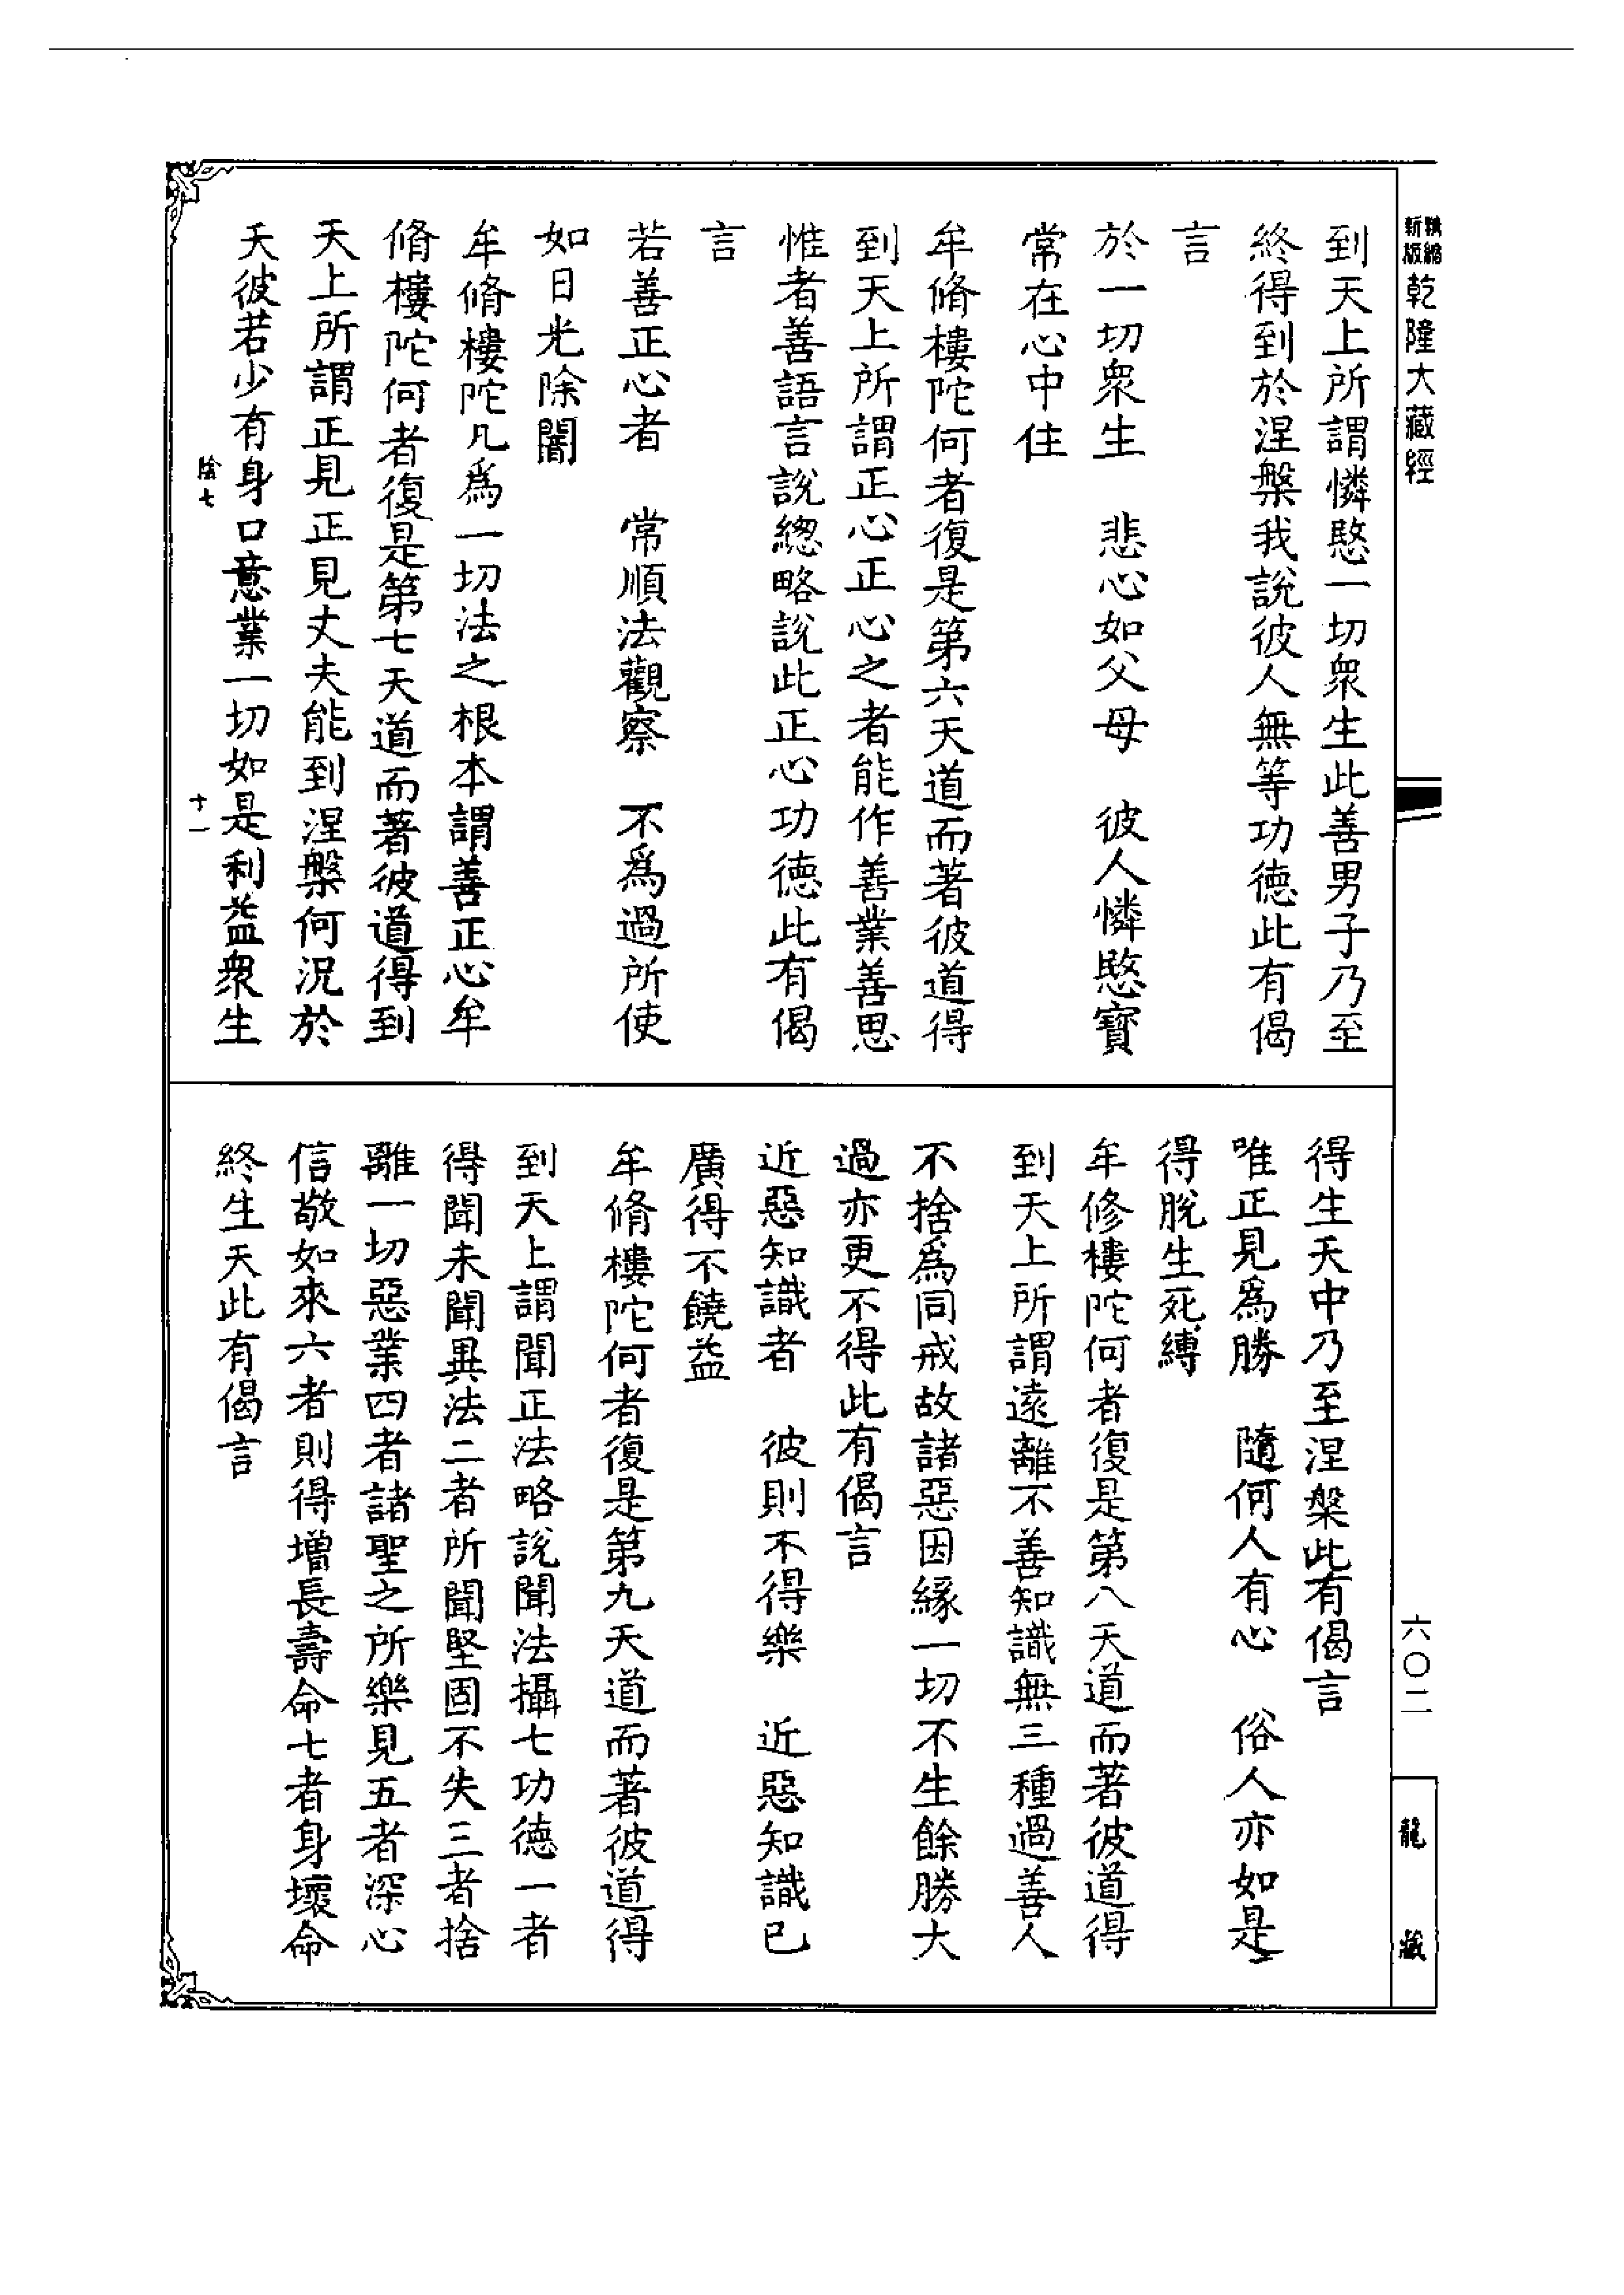 精縮
新版
乾隆大藏經
到天上所謂憐愍一切衆生此善男子乃至
終得到於涅槃我說彼人無等功德此有偈
言
於一切衆生　悲心如父母　彼人憐愍寶
常在心中住
牟脩樓陀何者復是第六天道而著彼道得
到天上所謂正心正心之者能作善業善思
惟者善語言說總略說此正心功德此有偈
言
若善正心者　常順法觀察　不爲過所使
如日光除闇
牟脩樓陀凡爲一切法之根本謂善正心牟
脩樓陀何者復是第七天道而著彼道得到
天上所謂正見正見丈夫能到涅槃何況於
天彼若少有身口意業一切如是利益衆生
陰七
十一
得生天中乃至涅槃此有偈言
唯正見爲勝　隨何人有心　俗人亦如是
得脫生死縛
牟修樓陀何者復是第八天道而著彼道得
到天上所謂遠離不善知識無三種過善人
不捨爲同戒故諸惡因緣一切不生餘勝大
過亦更不得此有偈言
近惡知識者　彼則不得樂　近惡知識已
廣得不饒益
牟脩樓陀何者復是第九天道而著彼道得
到天上謂聞正法略說聞法攝七功德一者
得聞未聞異法二者所聞堅固不失三者捨
離一切惡業四者諸聖之所樂見五者深心
信敬如來六者則得增長壽命七者身壞命
終生天此有偈言
六〇二
龍藏